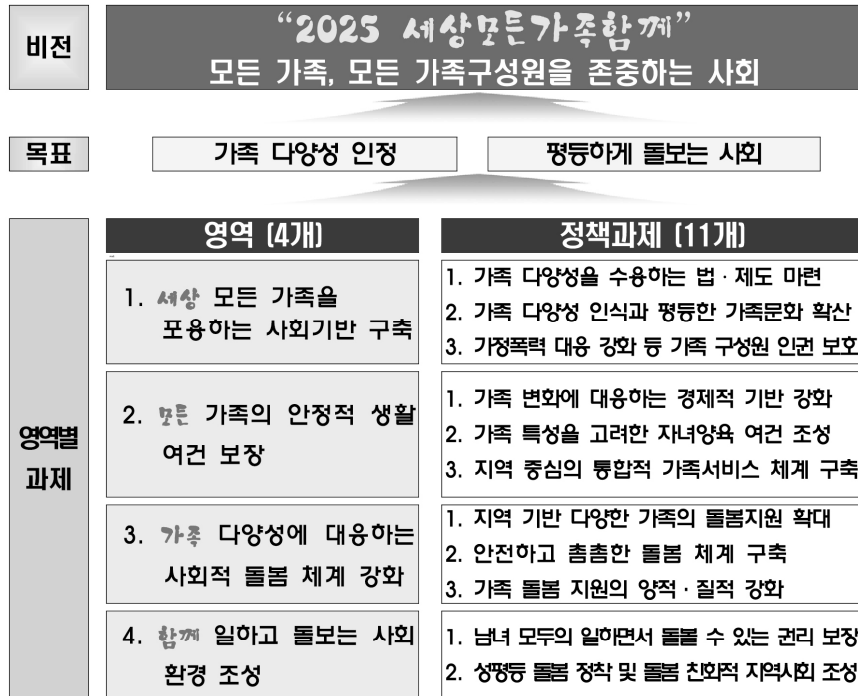 비전
“2025 세상모든가족함께”
모든 가족, 모든 가족구성원을 존중하는 사회
목표
가족 다양성 인정
평등하게 돌보는 사회
영역별
과제
영역 (4개)
정책과제 (11개)
1. 세상 모든 가족을
포용하는 사회기반 구축
1. 가족 다양성을 수용하는 법·제도 마련
2. 가족 다양성 인식과 평등한 가족문화 확산
3. 가정폭력 대응 강화 등 가족 구성원 인권 보호
2. 모든 가족의 안정적 생활
여건 보장
1. 가족 변화에 대응하는 경제적 기반 강화
2. 가족 특성을 고려한 자녀양육 여건 조성
3. 지역 중심의 통합적 가족서비스 체계 구축
3. 가족 다양성에 대응하는
사회적 돌봄 체계 강화
1. 지역 기반 다양한 가족의 돌봄지원 확대
2. 안전하고 촘촘한 돌봄 체계 구축
3. 가족 돌봄 지원의 양적·질적 강화
4. 함께 일하고 돌보는 사회
환경 조성
1. 남녀 모두의 일하면서 돌볼 수 있는 권리 보장
2. 성평등 돌봄 정착 및 돌봄 친화적 지역사회 조성